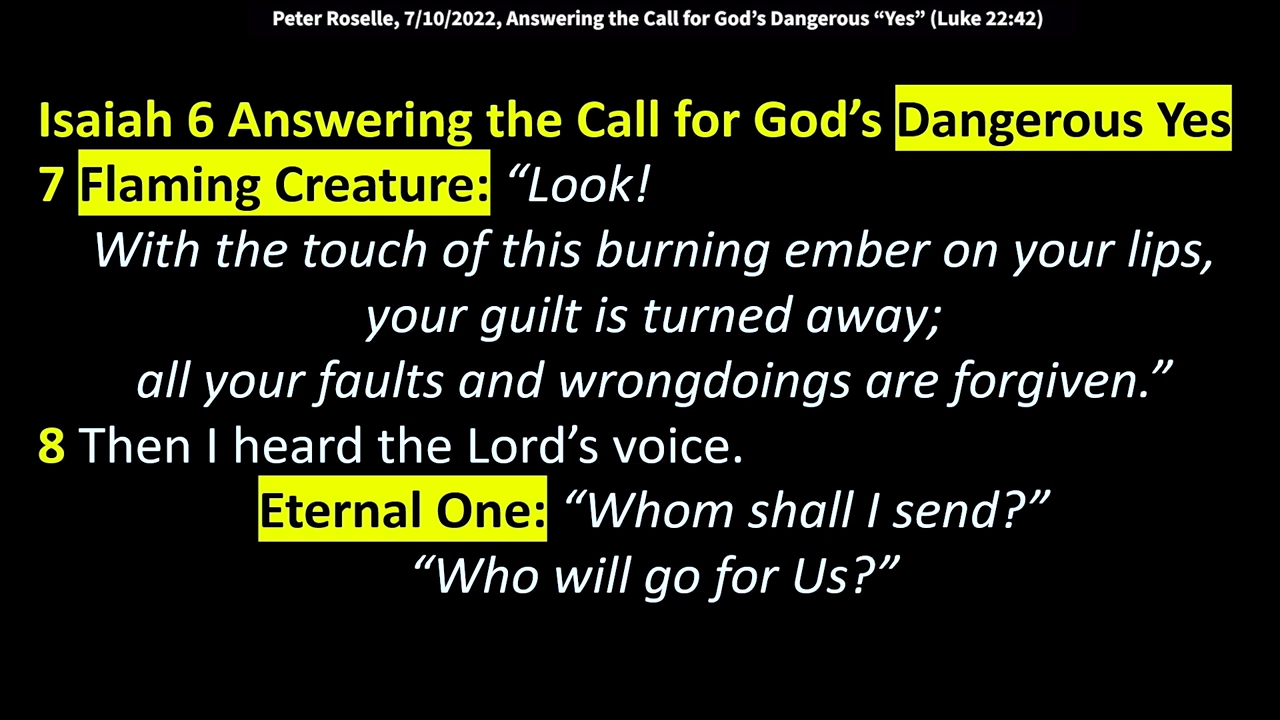 Peter Roselle, 7/10/2022, Answering the Call for God’s Dangerous “Yes” (Luke 22:42)
Isaiah 6 Answering the Call for God’s Dangerous Yes
7 Flaming Creature: “Look!
With the touch of this burning ember on your lips,
your guilt is turned away;
all your faults and wrongdoings are forgiven.”
8 Then I heard the Lord’s voice.
Eternal One: “Whom shall I send?”
“Who will go for Us?”